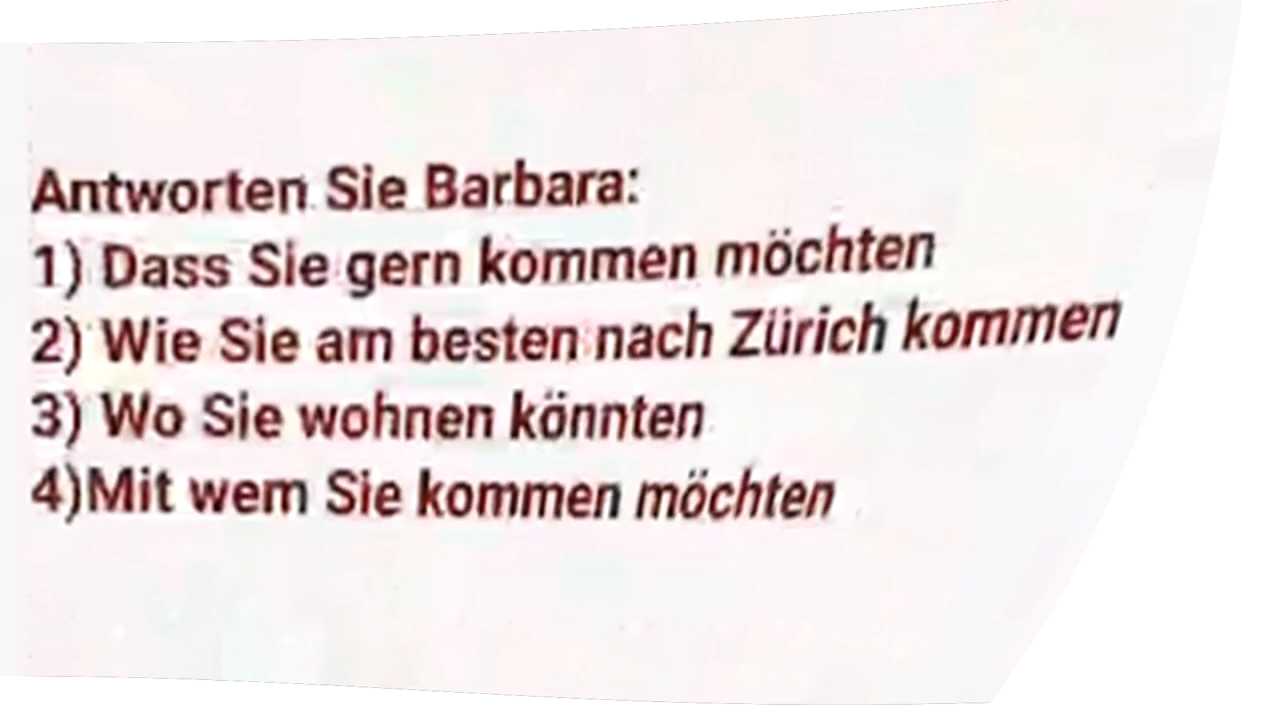 Antworten Sie Barbara:
1) Dass Sie gern kommen möchten
2) Wie Sie am besten nach Zürich kommen
3) Wo Sie wohnen könnten
4)Mit wem Sie kommen möchten